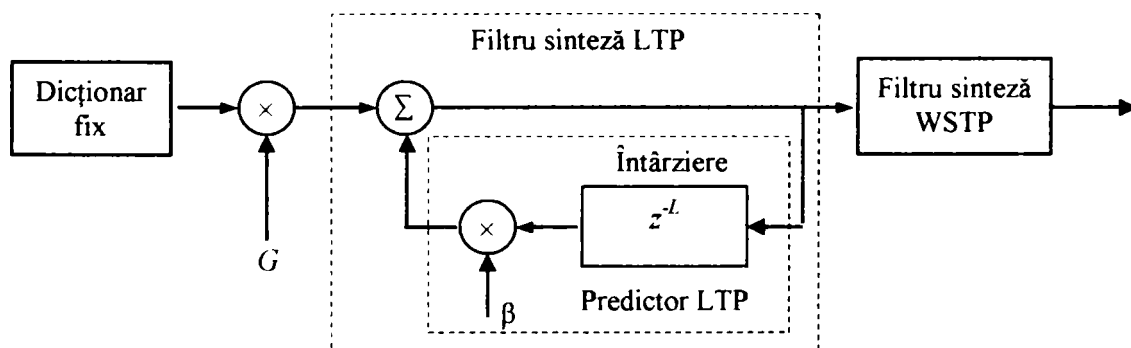 Filtru sinteză LTP
Dicționar
fix
×
Σ
Filtru sinteză
WSTP
Întârziere
z⁻ᴸ
×
G
β
Predictor LTP